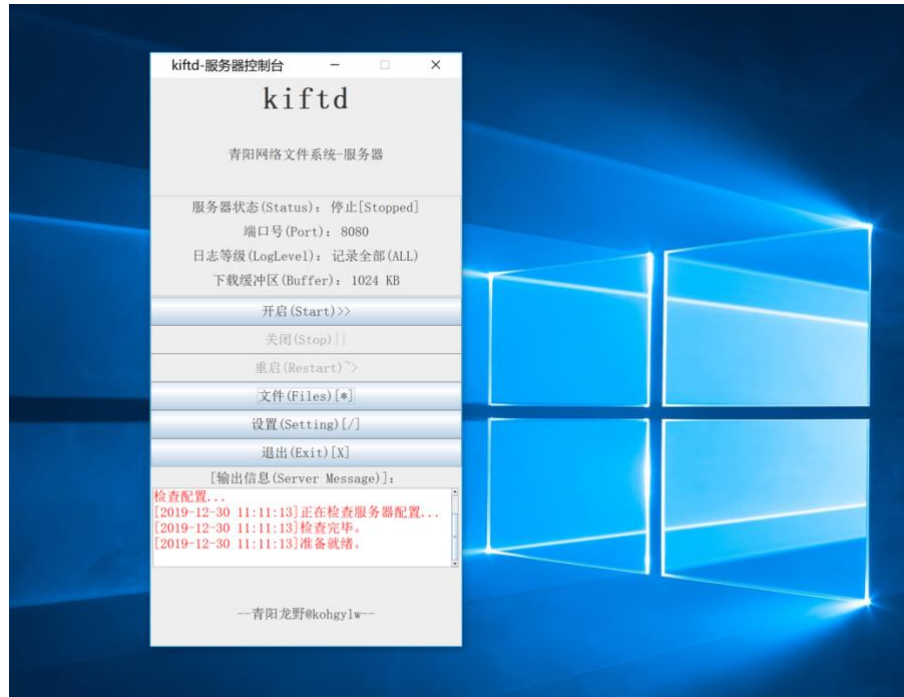 kiftd-服务器控制台
kiftd
青阳网络文件系统-服务器
服务器状态(Status)：停止[Stopped]
端口号(Port)：8080
日志等级(LogLevel)：记录全部(ALL)
下载缓冲区(Buffer)：1024 KB
开启(Start)>>
关闭(Stop)||
重启(Restart)~>
文件(Files)[*]
设置(Setting)[/]
退出(Exit)[X]
[输出信息(Server Message)]：
检查配置...
[2019-12-30 11:11:13]正在检查服务器配置...
[2019-12-30 11:11:13]检查完毕。
[2019-12-30 11:11:13]准备就绪。
--青阳龙野@kohgylw--